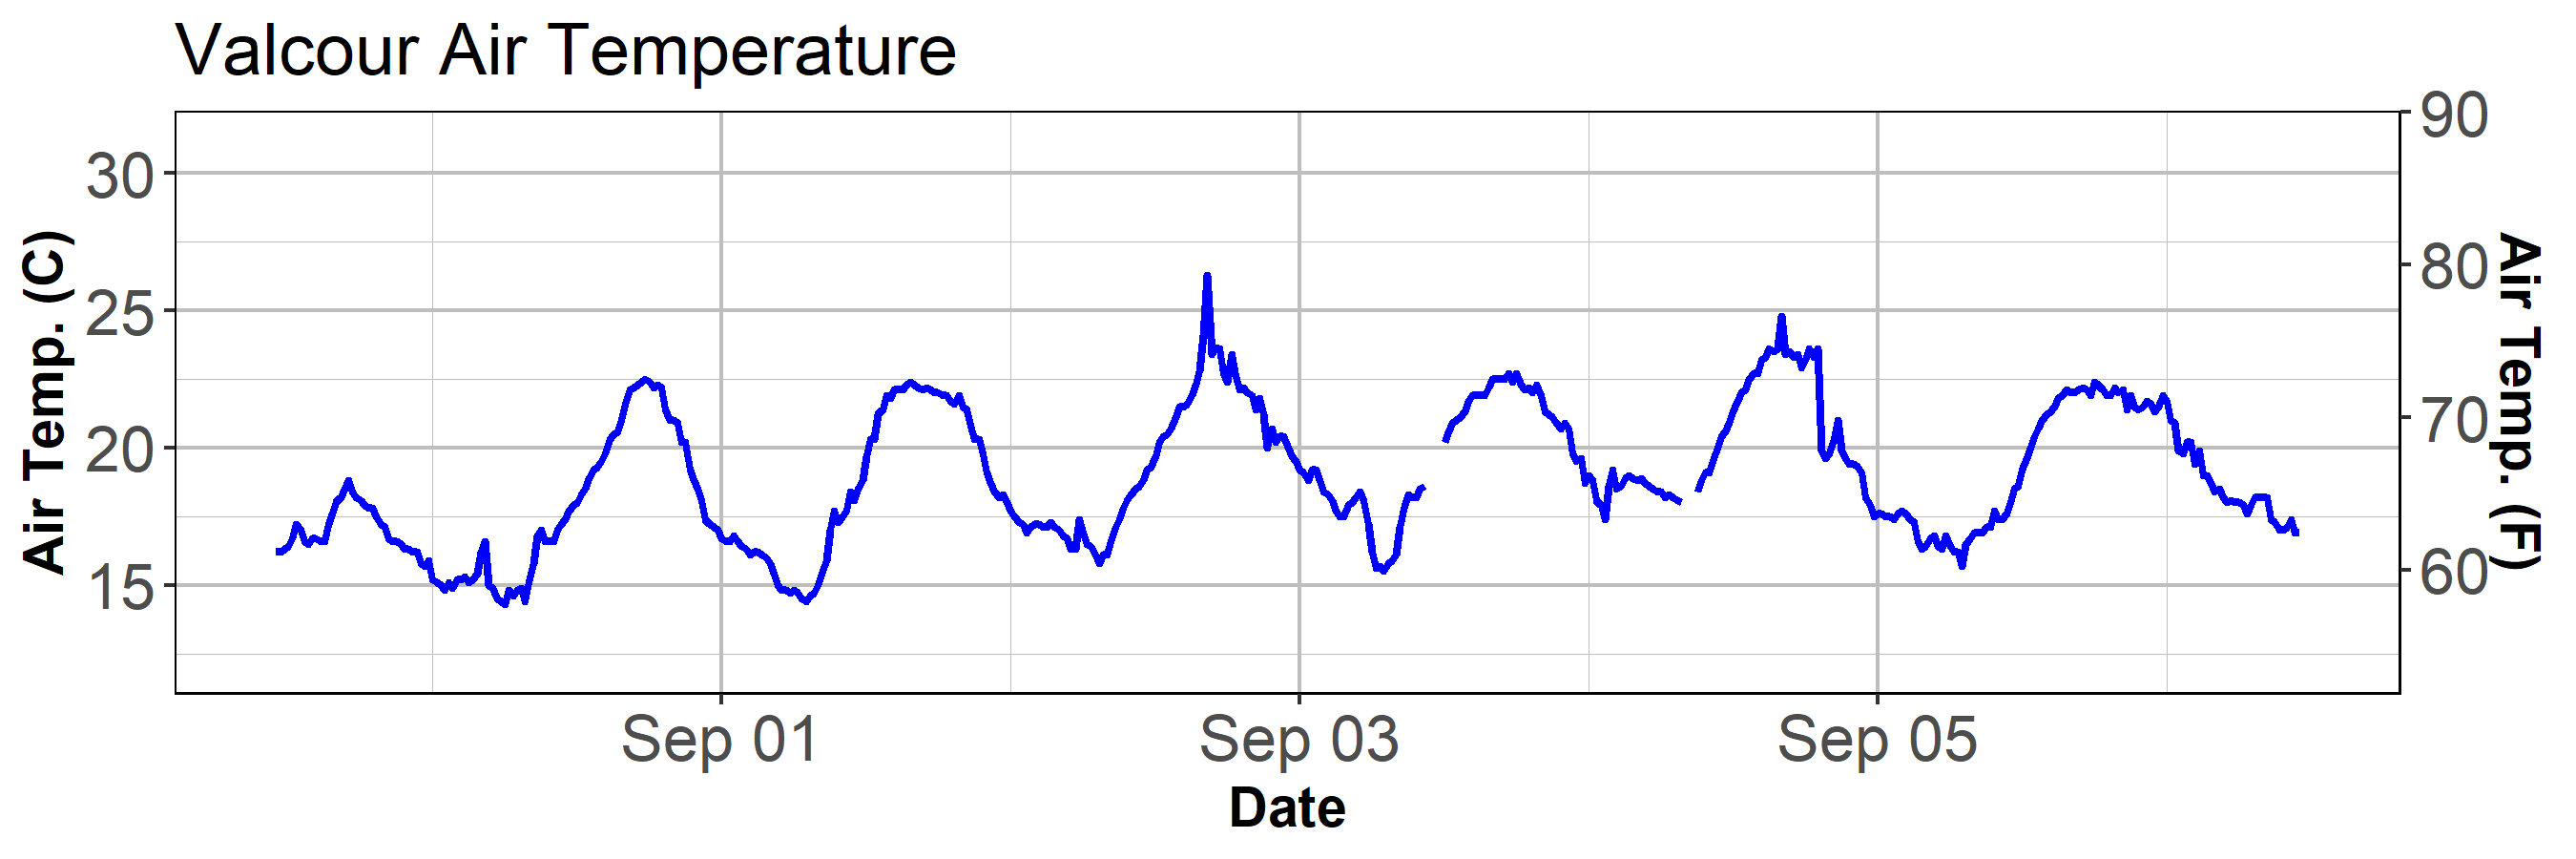 Valcour Air Temperature
Air Temp. (C)
30
25
20
15
90
80
70
60
Air Temp. (F)
Sep 01
Sep 03
Sep 05
Date